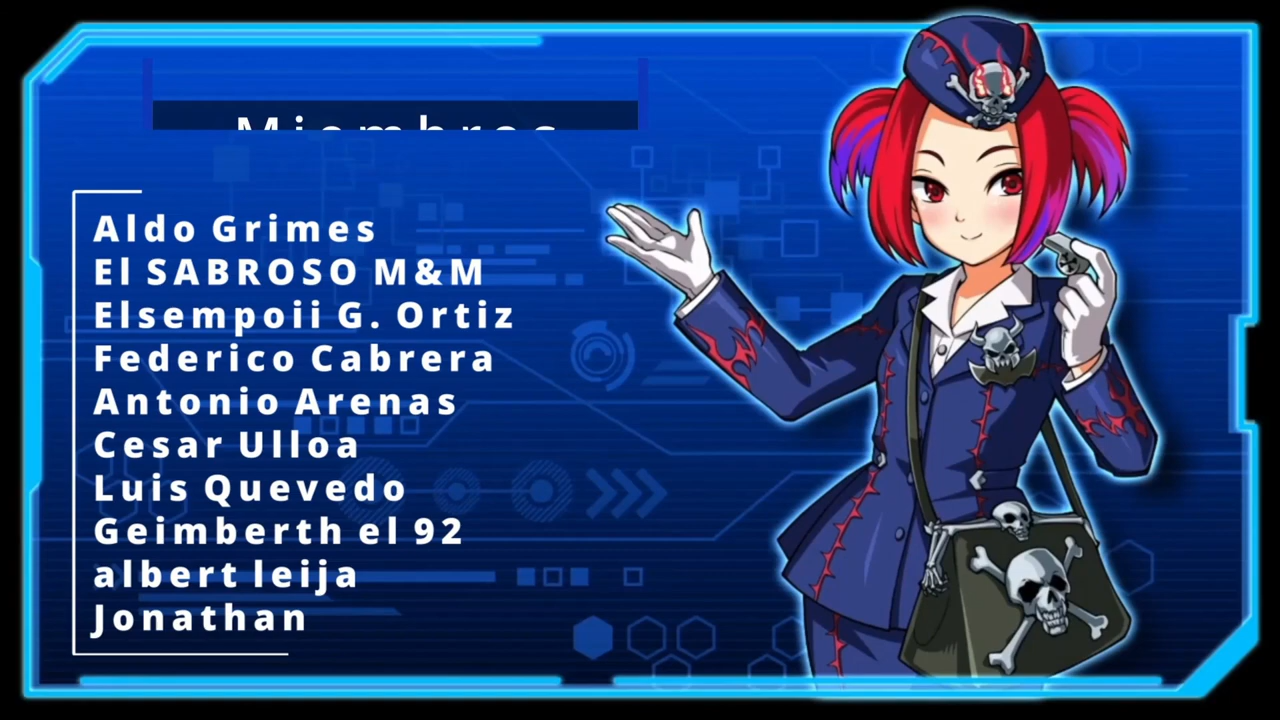 Miembros
Aldo Grimes
El SABROSO M&M
Elsempoii G. Ortiz
Federico Cabrera
Antonio Arenas
Cesar Ulloa
Luis Quevedo
Geimberth el 92
albert leija
Jonathan